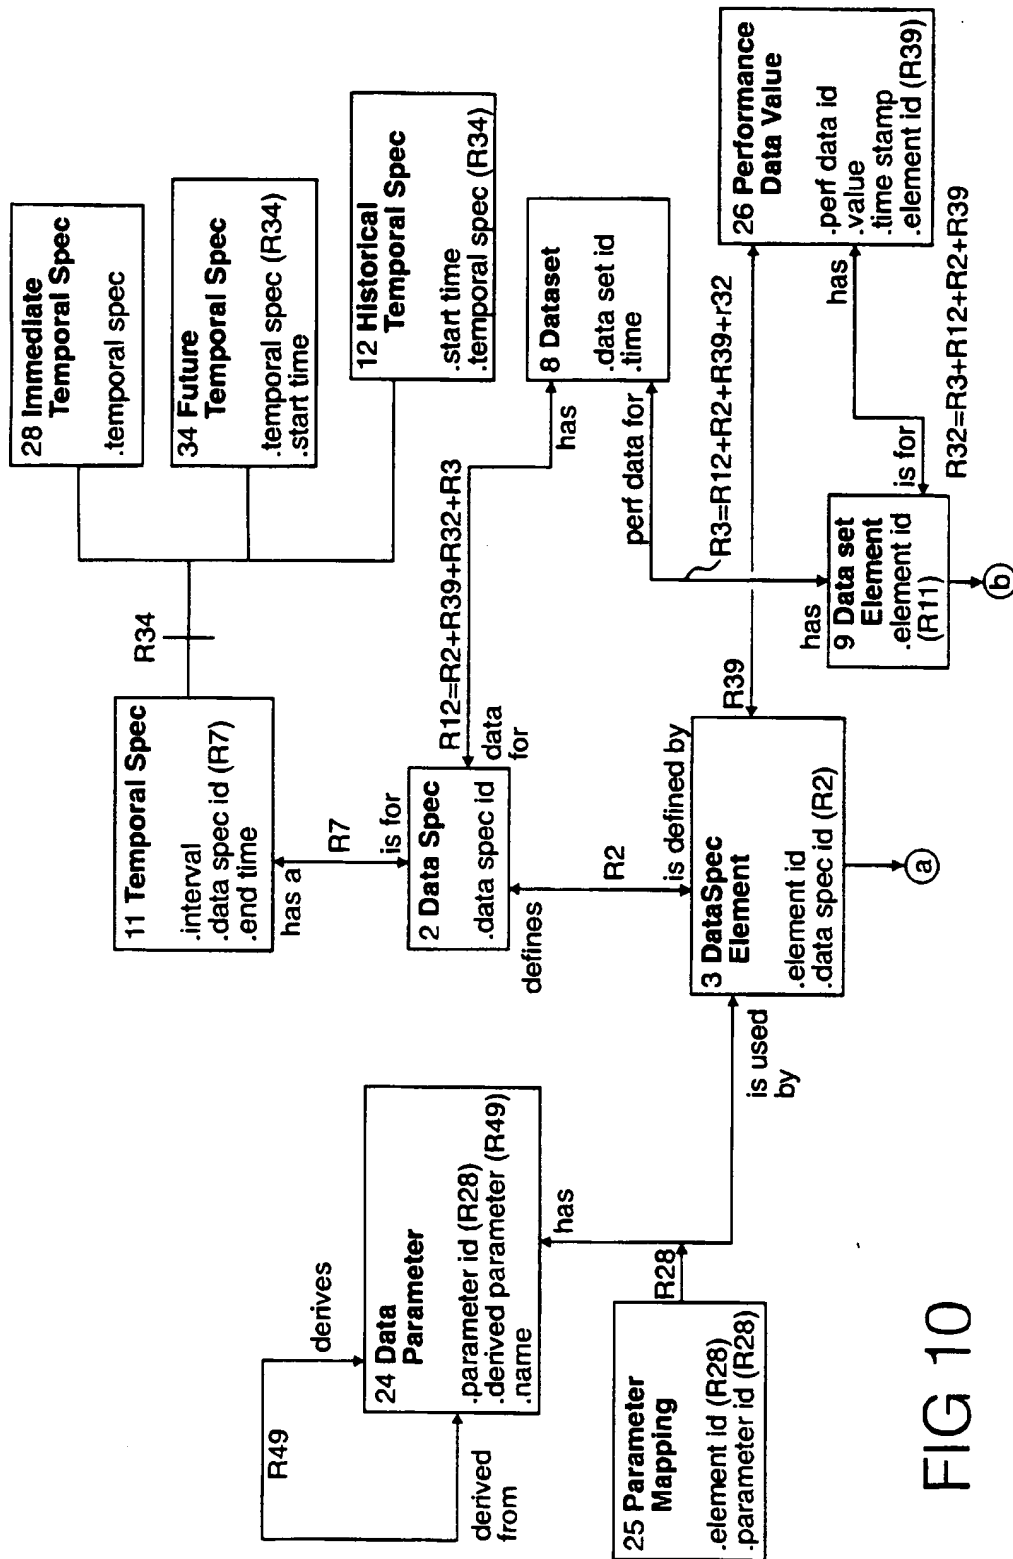 28 Immediate
Temporal Spec
.temporal spec
34 Future
Temporal Spec
.temporal spec (R34)
.start time
12 Historical
Temporal Spec
.start time
.temporal spec (R34)
R34
11 Temporal Spec
.interval
.data spec id (R7)
.end time
has a
R7
is for
2 Data Spec
.data spec id
R12=R2+R39+R32+R3
data
for
has
8 Dataset
.data set id
.time
perf data for
R3=R12+R2+R39+r32
has
9 Data set
Element
.element id
(R11)
b
is for
has
R32=R3+R12+R2+R39
26 Performance
Data Value
.perf data id
.value
.time stamp
.element id (R39)
R39
defines
R2
is defined by
3 DataSpec
Element
.element id
.data spec id (R2)
a
is used
by
R49
derives
derived
from
24 Data
Parameter
.parameter id (R28)
.derived parameter (R49)
.name
has
R28
25 Parameter
Mapping
.element id (R28)
.parameter id (R28)
FIG 10